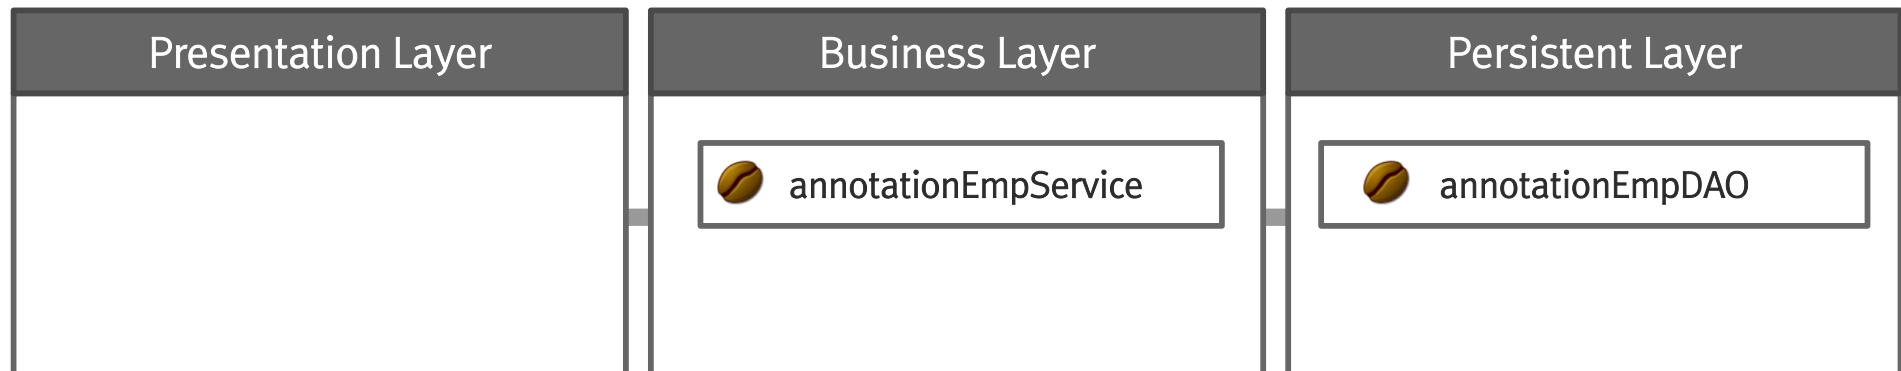 Presentation Layer
Business Layer
Persistent Layer
annotationEmpService
annotationEmpDAO